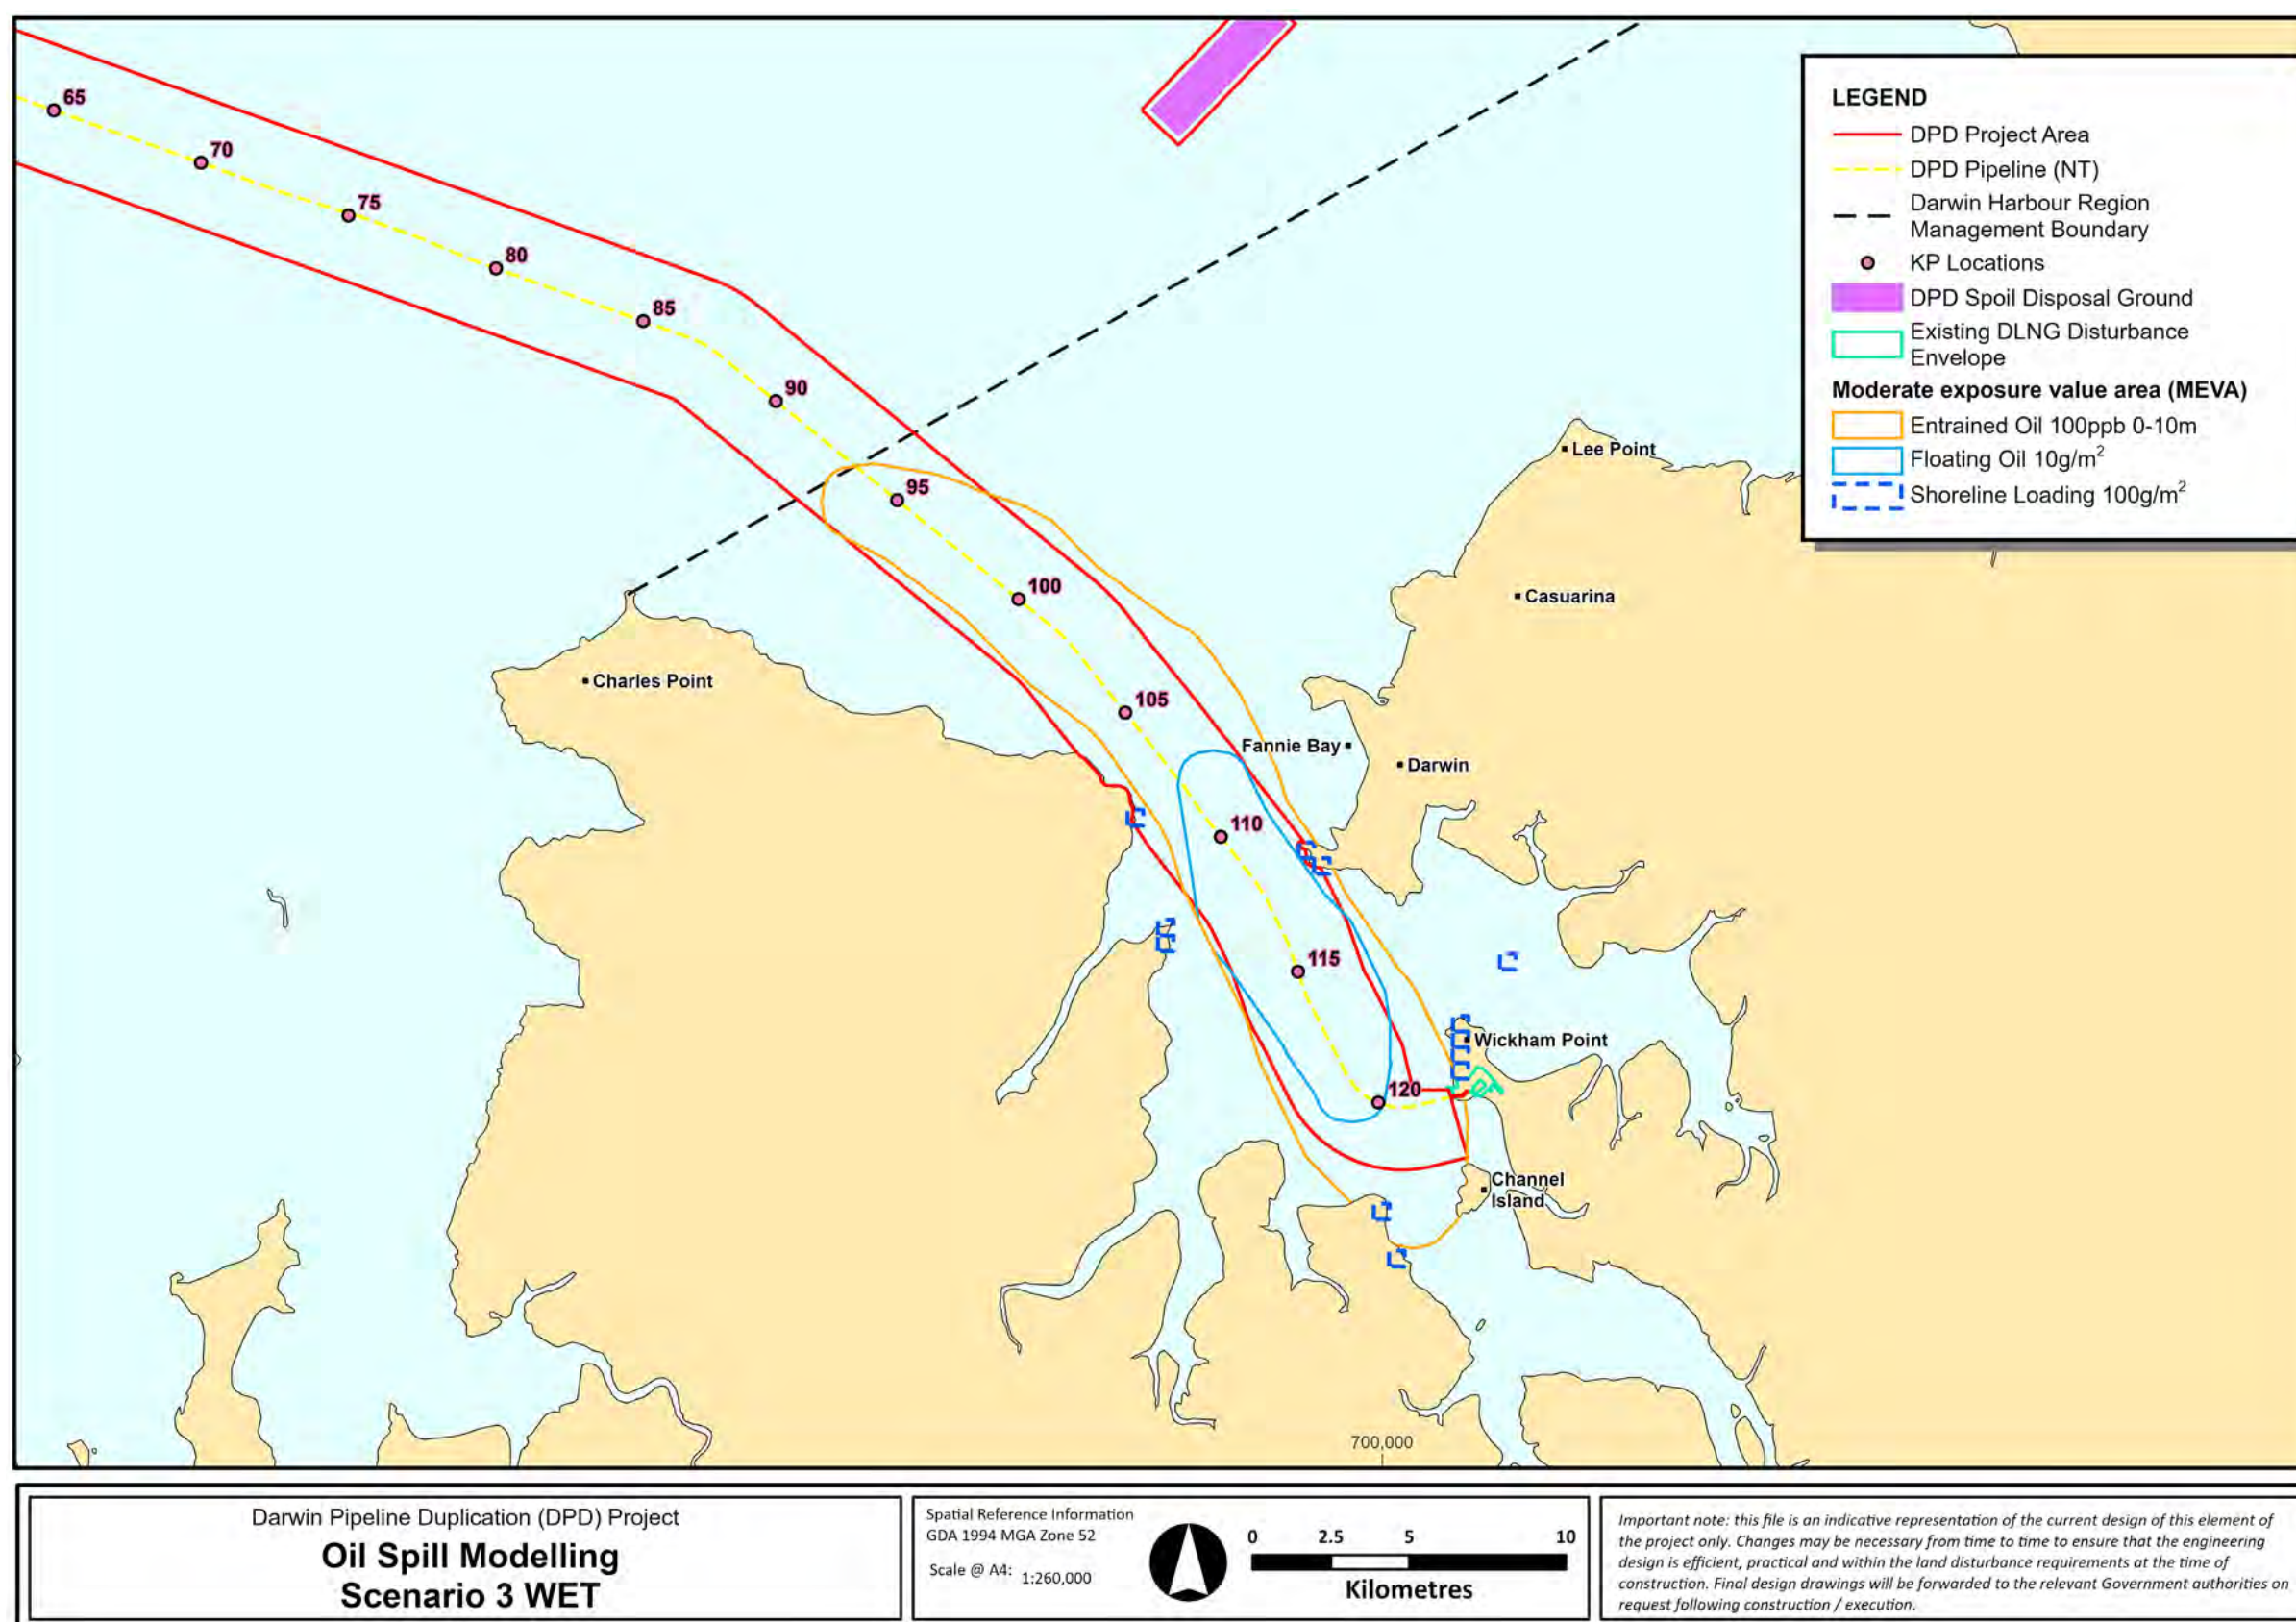 65
70
75
80
85
90
95
100
105
110
115
120
Lee Point
Casuarina
Charles Point
Fannie Bay
Darwin
Wickham Point
Channel
Island
700,000
LEGEND
DPD Project Area
DPD Pipeline (NT)
Darwin Harbour Region
Management Boundary
KP Locations
DPD Spoil Disposal Ground
Existing DLNG Disturbance
Envelope
Moderate exposure value area (MEVA)
Entrained Oil 100ppb 0-10m
Floating Oil 10g/m²
Shoreline Loading 100g/m²
Darwin Pipeline Duplication (DPD) Project
Oil Spill Modelling
Scenario 3 WET
Spatial Reference Information
GDA 1994 MGA Zone 52
Scale @ A4: 1:260,000
0 2.5 5 10
Kilometres
Important note: this file is an indicative representation of the current design of this element of
the project only. Changes may be necessary from time to time to ensure that the engineering
design is efficient, practical and within the land disturbance requirements at the time of
construction. Final design drawings will be forwarded to the relevant Government authorities on
request following construction / execution.